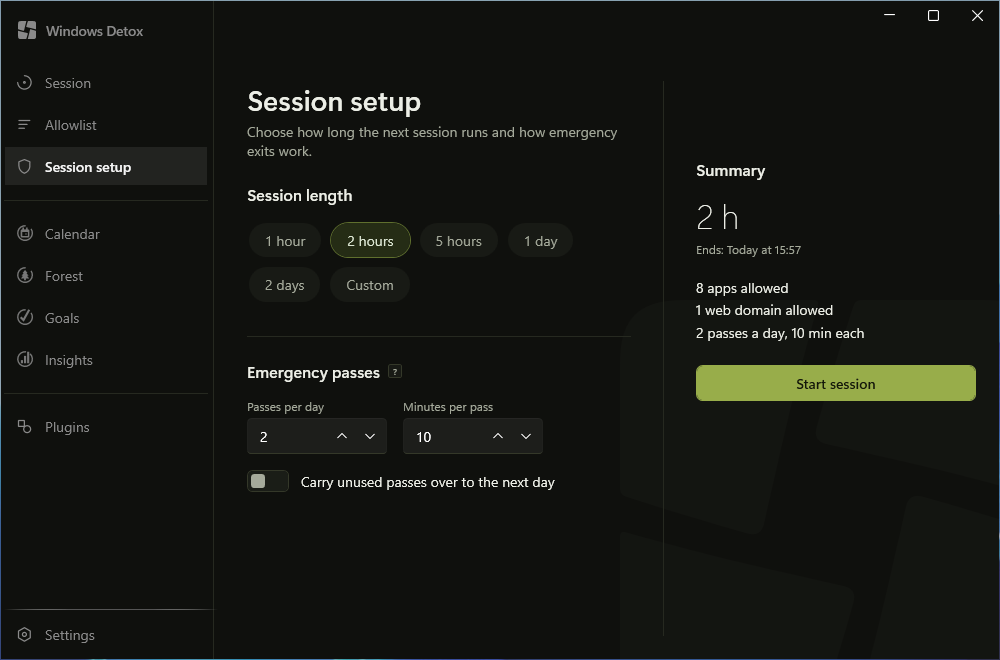 Windows Detox
Session
Allowlist
Session setup
Calendar
Forest
Goals
Insights
Plugins
Settings
Session setup
Choose how long the next session runs and how emergency
exits work.
Session length
1 hour
2 hours
5 hours
1 day
2 days
Custom
Emergency passes ?
Passes per day
Minutes per pass
2
10
Carry unused passes over to the next day
Summary
2 h
Ends: Today at 15:57
8 apps allowed
1 web domain allowed
2 passes a day, 10 min each
Start session